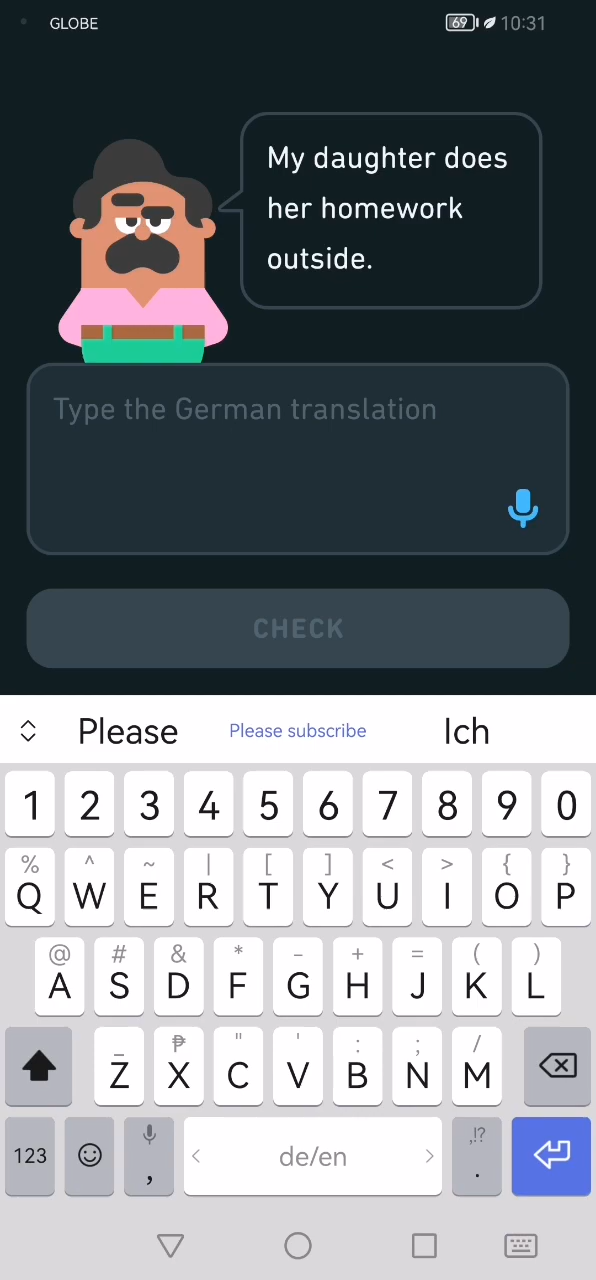 GLOBE 69 10:31
My daughter does
her homework
outside.
Type the German translation
CHECK
Please Please subscribe Ich
1 2 3 4 5 6 7 8 9 0
% ^ ~ | [ ] < > { }
Q W E R T Y U I O P
@ # & * - + = ( )
A S D F G H J K L
_ ₱ " ' : ; /
Z X C V B N M
,!?
123 , < de/en > .